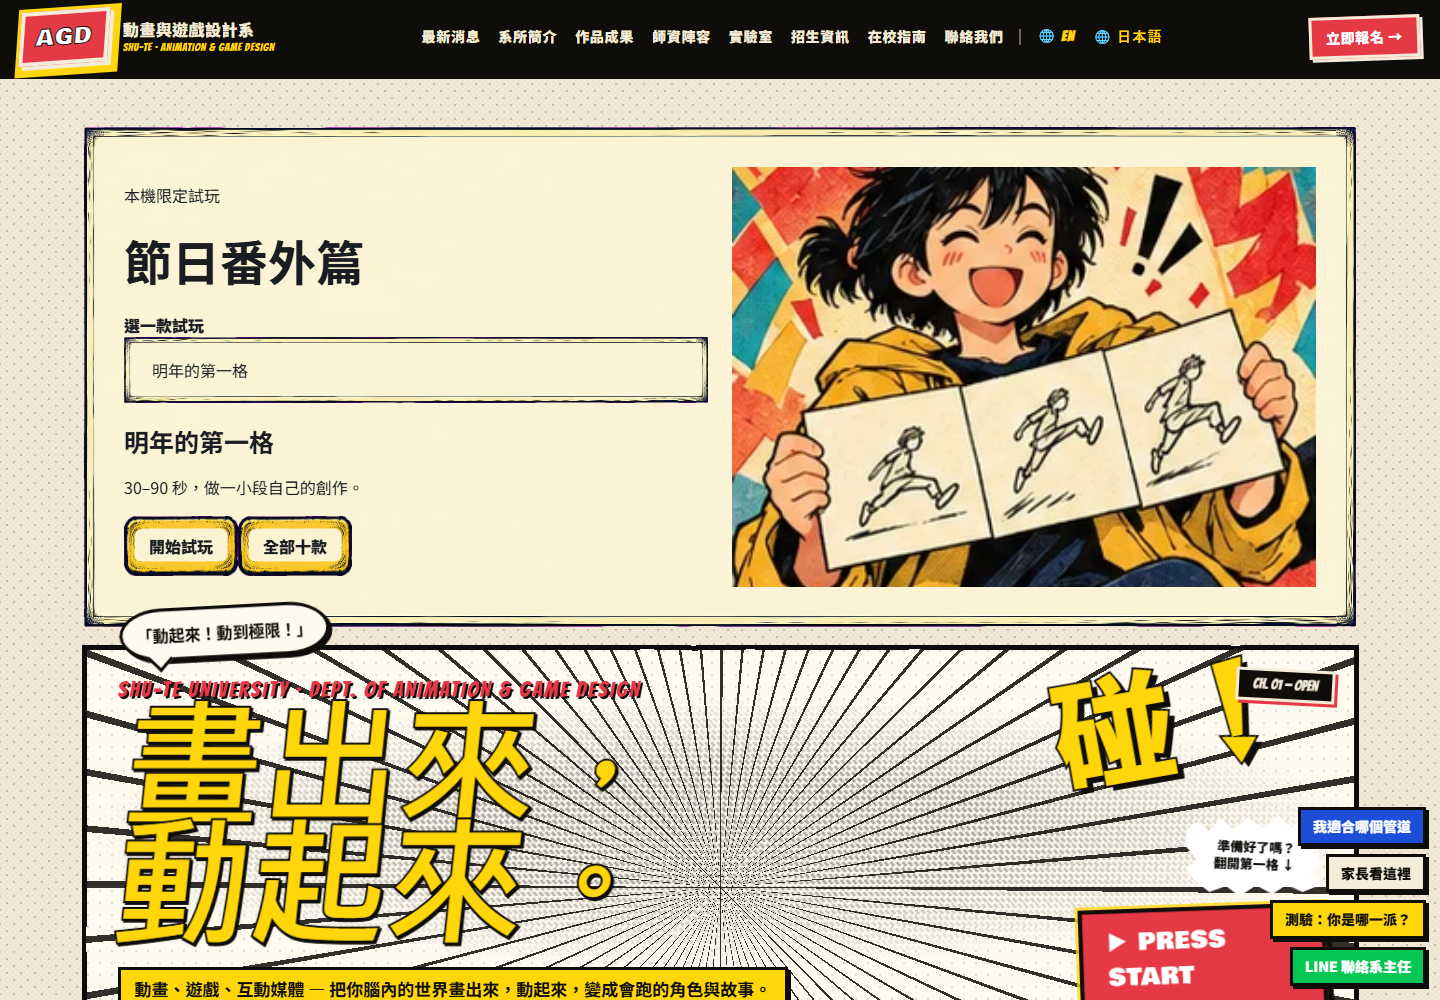 AGD
動畫與遊戲設計系
SHU-TE · ANIMATION & GAME DESIGN
最新消息 系所簡介 作品成果 師資陣容 實驗室 招生資訊 在校指南 聯絡我們 | EN 日本語
立即報名 →
本機限定試玩
節日番外篇
選一款試玩
明年的第一格
明年的第一格
30–90 秒，做一小段自己的創作。
開始試玩 全部十款
「動起來！動到極限！」
SHU-TE UNIVERSITY · DEPT. OF ANIMATION & GAME DESIGN
CH. 01 — OPEN
碰！
畫出來，
動起來。
準備好了嗎？
翻開第一格 ↓
我適合哪個管道
家長看這裡
測驗：你是哪一派？
LINE 聯絡系主任
▶ PRESS
START
動畫、遊戲、互動媒體 — 把你腦內的世界畫出來，動起來，變成會跑的角色與故事。